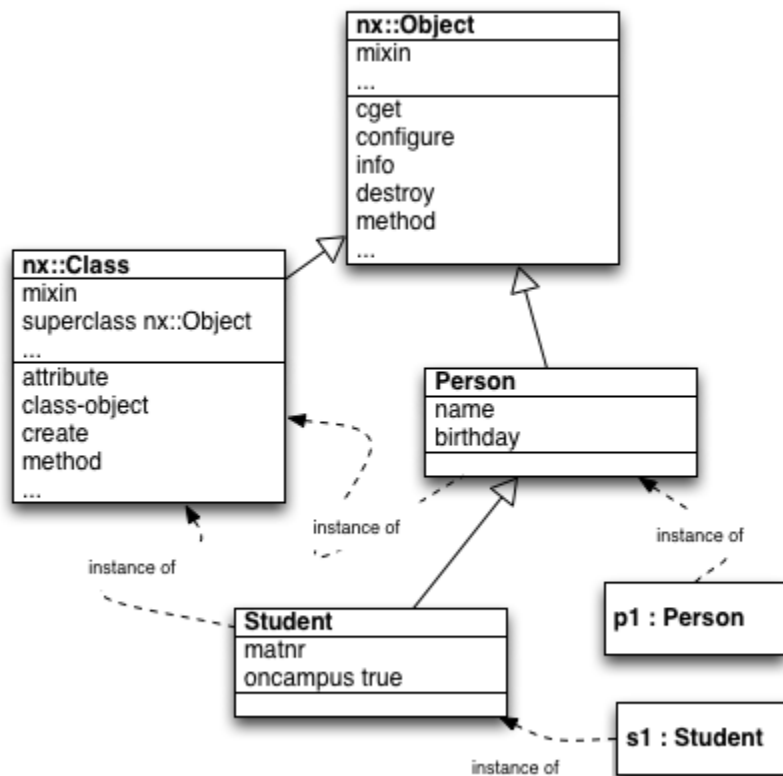 nx::Object
mixin
...
cget
configure
info
destroy
method
...
nx::Class
mixin
superclass nx::Object
...
attribute
class-object
create
method
...
Person
name
birthday
instance of
instance of
instance of
Student
matnr
oncampus true
p1 : Person
s1 : Student
instance of